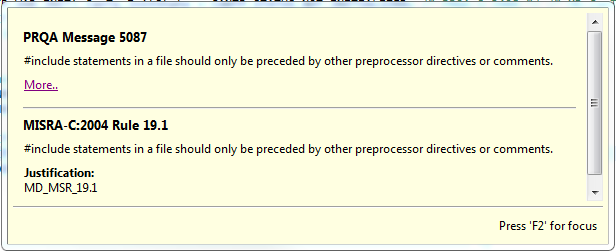 PRQA Message 5087
#include statements in a file should only be preceded by other preprocessor directives or comments.
More..
MISRA-C:2004 Rule 19.1
#include statements in a file should only be preceded by other preprocessor directives or comments.
Justification:
MD_MSR_19.1
Press 'F2' for focus